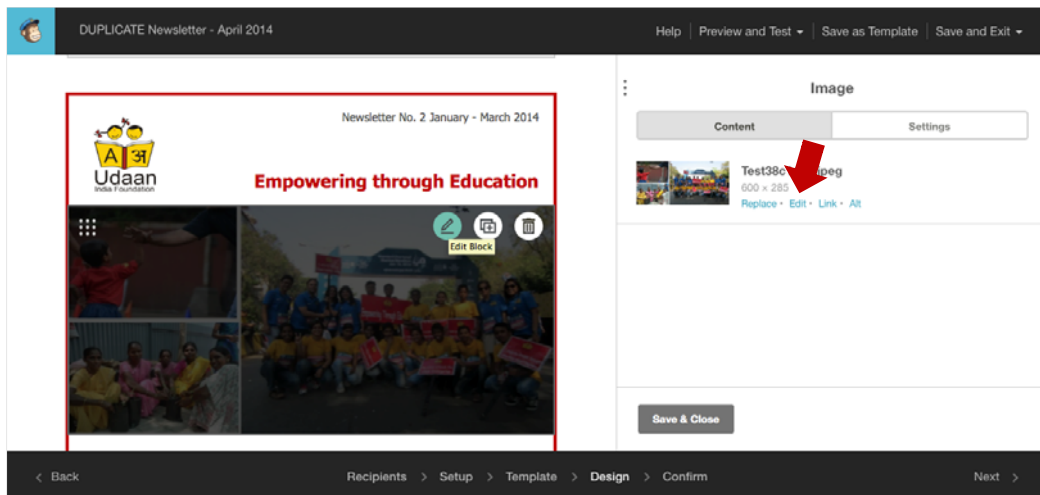 DUPLICATE Newsletter - April 2014
Help Preview and Test Save as Template Save and Exit
Newsletter No. 2 January - March 2014
A अ
Udaan
India Foundation
Empowering through Education
Edit Block
Image
Content Settings
Test38c peg
600 × 285
Replace • Edit • Link • Alt
Save & Close
< Back
Recipients > Setup > Template > Design > Confirm
Next >